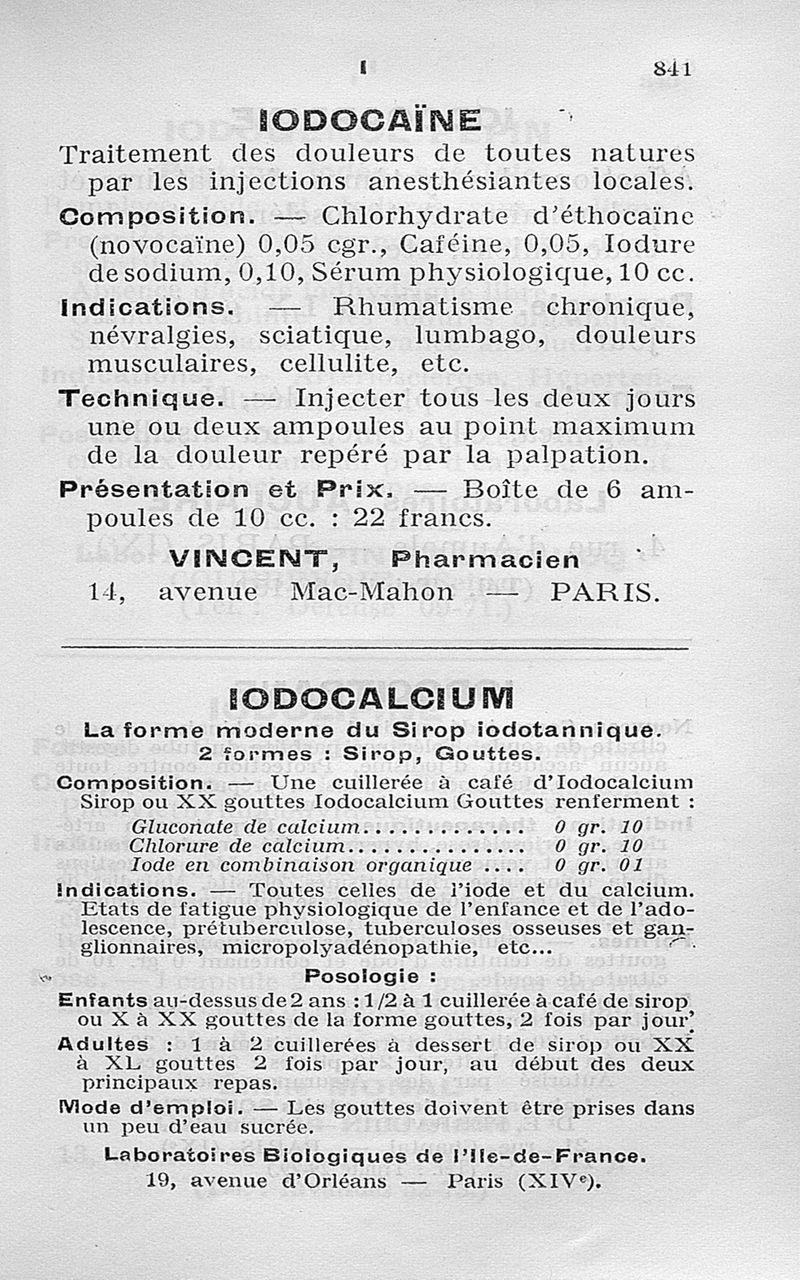 I 841
IODOCAÏNE
Traitement des douleurs de toutes natures
par les injections anesthésiantes locales.
Composition. — Chlorhydrate d'éthocaïne
(novocaïne) 0,05 cgr., Caféine, 0,05, Iodure
de sodium, 0,10, Sérum physiologique, 10 cc.
Indications. — Rhumatisme chronique,
névralgies, sciatique, lumbago, douleurs
musculaires, cellulite, etc.
Technique. — Injecter tous les deux jours
une ou deux ampoules au point maximum
de la douleur repéré par la palpation.
Présentation et Prix. — Boîte de 6 am-
poules de 10 cc. : 22 francs.
VINCENT, Pharmacien
14, avenue Mac-Mahon — PARIS.
IODOCALCIUM
La forme moderne du Sirop iodotannique.
2 formes : Sirop, Gouttes.
Composition. — Une cuillerée à café d'Iodocalcium
Sirop ou XX gouttes Iodocalcium Gouttes renferment :
Gluconate de calcium.............. 0 gr. 10
Chlorure de calcium................ 0 gr. 10
Iode en combinaison organique .... 0 gr. 01
Indications. — Toutes celles de l'iode et du calcium.
Etats de fatigue physiologique de l'enfance et de l'ado-
lescence, prétuberculose, tuberculoses osseuses et gan-
glionnaires, micropolyadénopathie, etc...
Posologie :
Enfants au-dessus de 2 ans : 1/2 à 1 cuillerée à café de sirop
ou X à XX gouttes de la forme gouttes, 2 fois par jour.
Adultes : 1 à 2 cuillerées à dessert de sirop ou XX
à XL gouttes 2 fois par jour, au début des deux
principaux repas.
Mode d'emploi. — Les gouttes doivent être prises dans
un peu d'eau sucrée.
Laboratoires Biologiques de l'Ile-de-France.
19, avenue d'Orléans — Paris (XIVe).